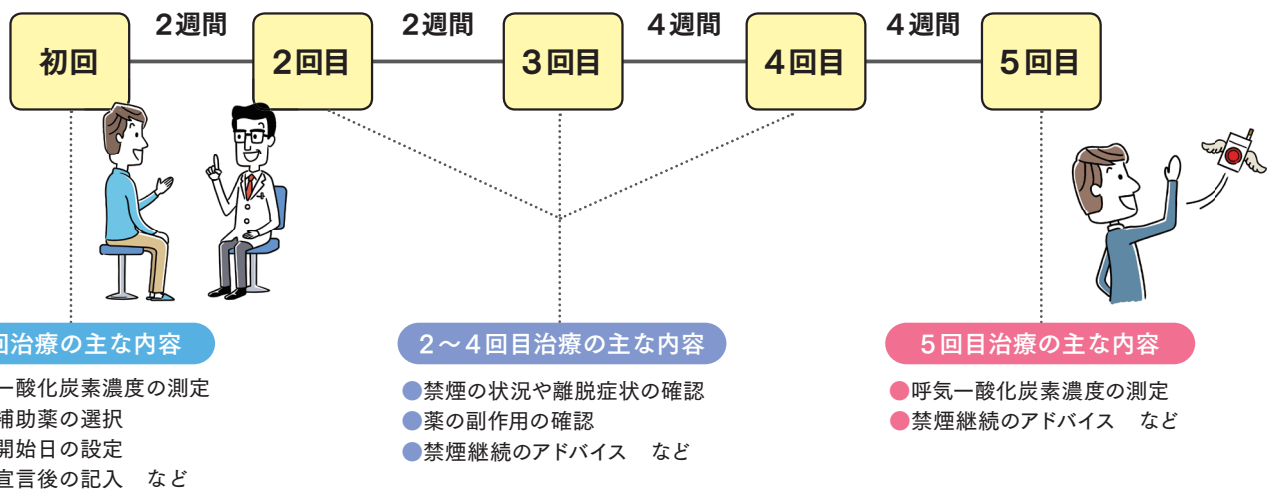 2週間
2週間
4週間
4週間
初回
2回目
3回目
4回目
5回目
回治療の主な内容
一酸化炭素濃度の測定
補助薬の選択
開始日の設定
宣言後の記入 など
2〜4回目治療の主な内容
●禁煙の状況や離脱症状の確認
●薬の副作用の確認
●禁煙継続のアドバイス など
5回目治療の主な内容
●呼気一酸化炭素濃度の測定
●禁煙継続のアドバイス など